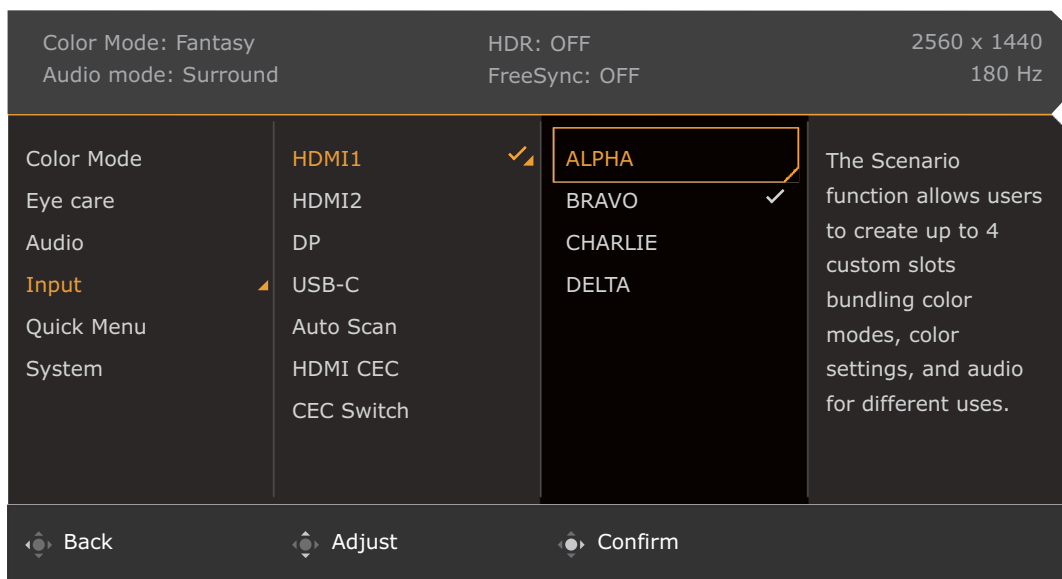 Color Mode: Fantasy
Audio mode: Surround
HDR: OFF
FreeSync: OFF
2560 x 1440
180 Hz
Color Mode
Eye care
Audio
Input
Quick Menu
System
HDMI1
HDMI2
DP
USB-C
Auto Scan
HDMI CEC
CEC Switch
ALPHA
BRAVO
CHARLIE
DELTA
The Scenario
function allows users
to create up to 4
custom slots
bundling color
modes, color
settings, and audio
for different uses.
Back
Adjust
Confirm